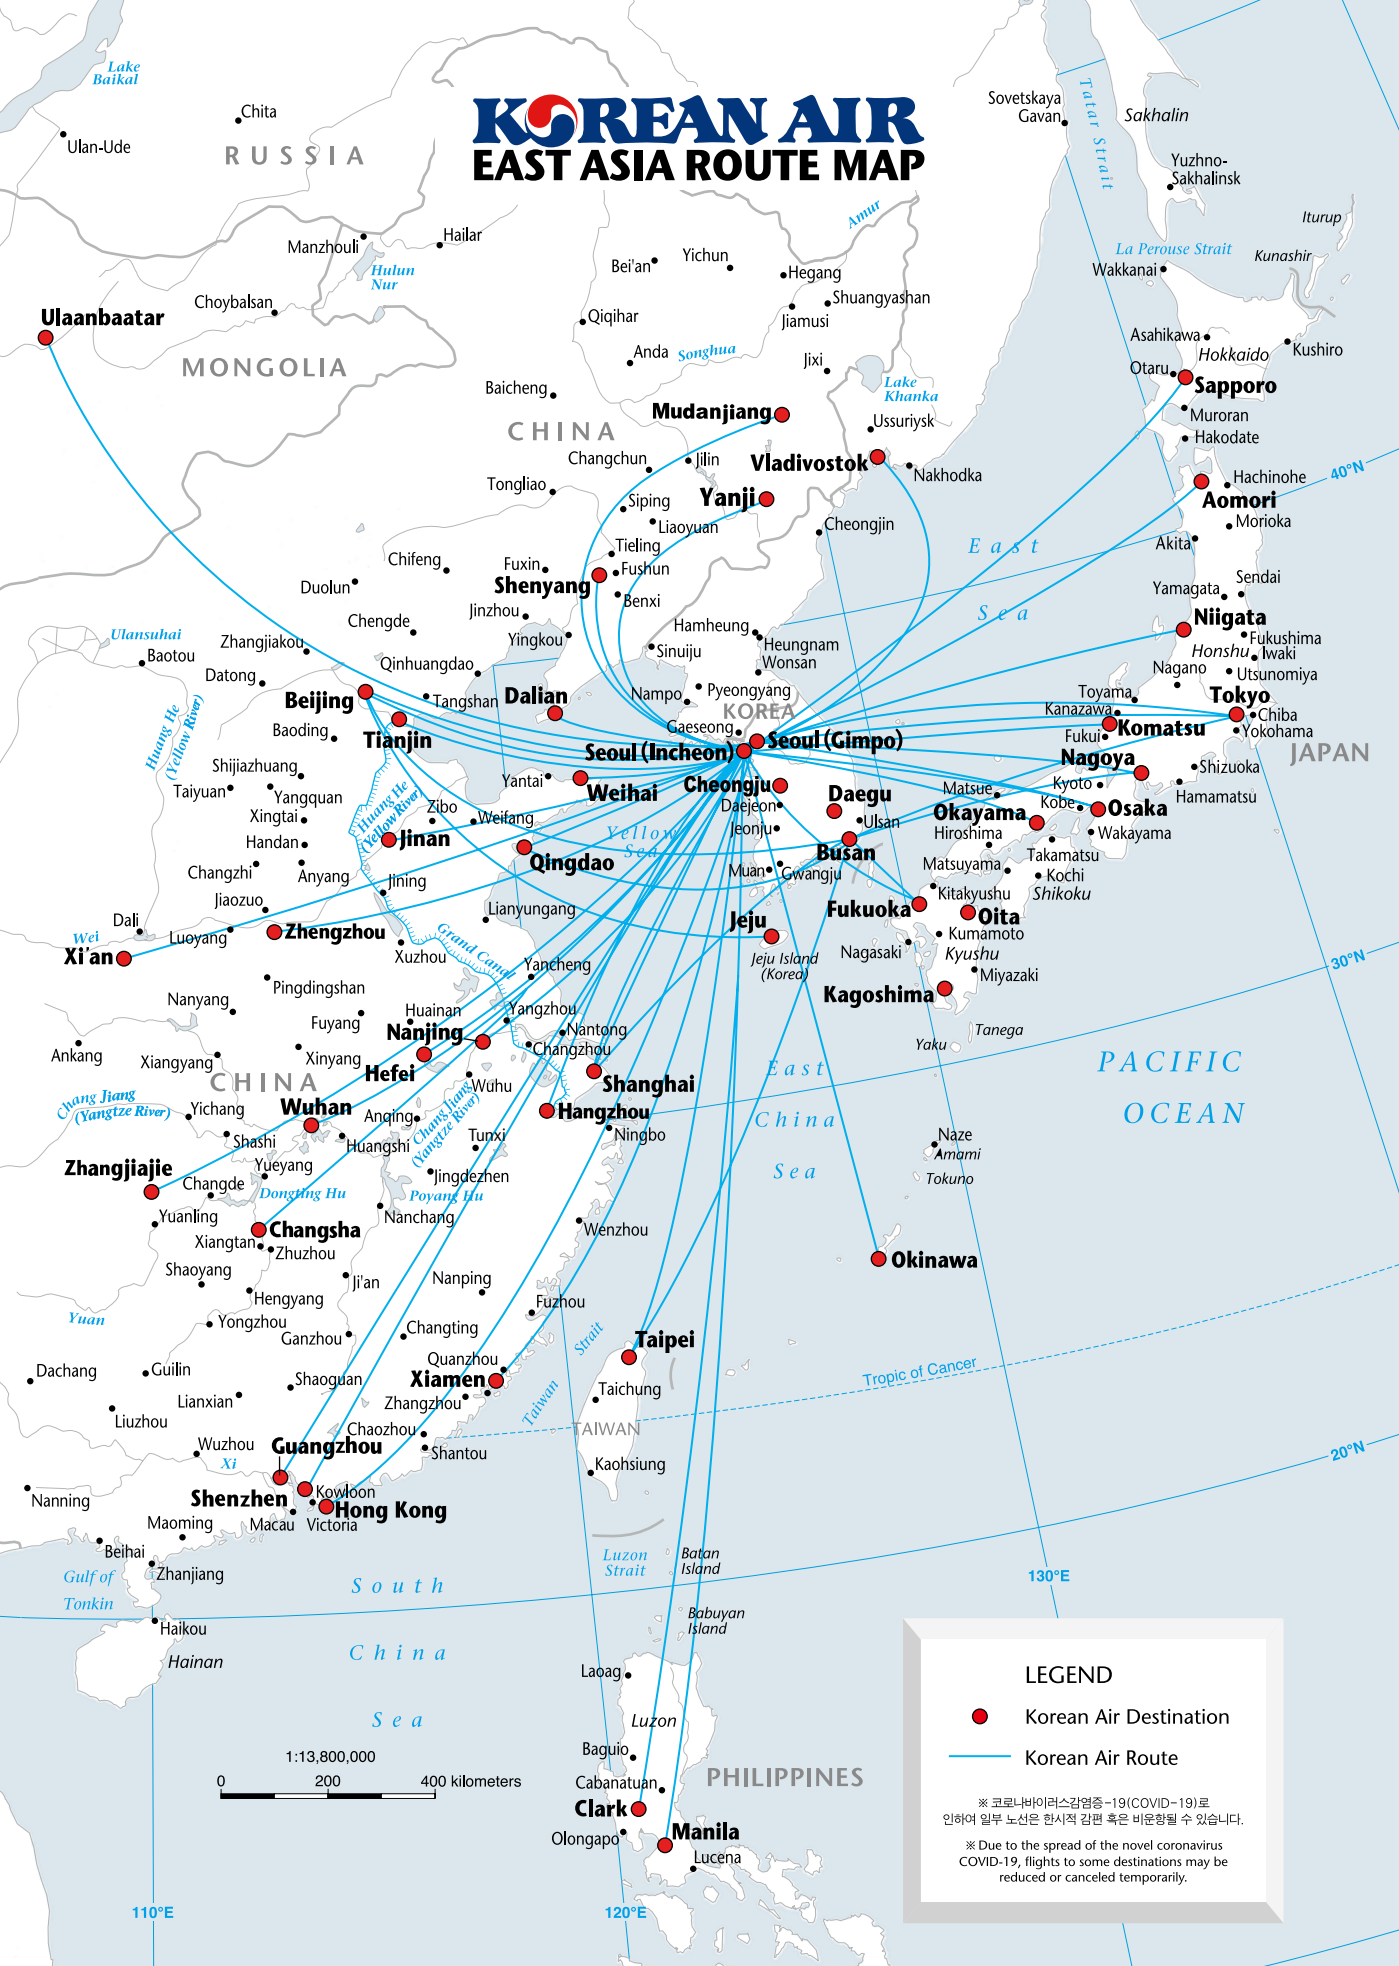 KOREAN AIR
EAST ASIA ROUTE MAP
Lake
Baikal
Chita
Ulan-Ude
RUSSIA
Sovetskaya
Gavan
Tatar Strait
Sakhalin
Yuzhno-
Sakhalinsk
Iturup
Kunashir
La Perouse Strait
Wakkanai
Amur
Manzhouli
Hailar
Hulun
Nur
Choybalsan
Ulaanbaatar
MONGOLIA
Bei'an
Yichun
Hegang
Shuangyashan
Jiamusi
Qiqihar
Anda
Songhua
Jixi
Baicheng
Lake
Khanka
Mudanjiang
Ussuriysk
CHINA
Changchun
Jilin
Vladivostok
Nakhodka
Tongliao
Yanji
Siping
Liaoyuan
Cheongjin
Asahikawa
Hokkaido
Kushiro
Otaru
Sapporo
Muroran
Hakodate
40°N
Hachinohe
Aomori
Morioka
Akita
East
Sea
Sendai
Yamagata
Niigata
Fukushima
Honshu
Iwaki
Nagano
Utsunomiya
Toyama
Tokyo
Kanazawa
Chiba
Komatsu
Fukui
Yokohama
Nagoya
JAPAN
Shizuoka
Kyoto
Hamamatsu
Matsue
Kobe
Osaka
Okayama
Hiroshima
Wakayama
Takamatsu
Matsuyama
Kochi
Shikoku
Tieling
Fushun
Fuxin
Chifeng
Shenyang
Benxi
Duolun
Jinzhou
Chengde
Yingkou
Hamheung
Heungnam
Wonsan
Sinuiju
Ulansuhai
Baotou
Zhangjiakou
Qinhuangdao
Datong
Beijing
Tangshan
Dalian
Nampo
Pyeongyang
KOREA
Gaeseong
Huang He
(Yellow River)
Baoding
Tianjin
Seoul (Incheon)
Seoul (Gimpo)
Shijiazhuang
Yantai
Weihai
Cheongju
Daegu
Taiyuan
Yangquan
Huang He
(Yellow River)
Zibo
Weifang
Daejeon
Ulsan
Xingtai
Yellow
Sea
Jeonju
Handan
Jinan
Busan
Changzhi
Qingdao
Muan
Gwangju
Anyang
Jining
Kitakyushu
Jiaozuo
Lianyungang
Jeju
Fukuoka
Oita
Dali
Luoyang
Zhengzhou
Grand Canal
Kumamoto
Wei
Xi'an
Xuzhou
Yancheng
Jeju Island
(Korea)
Nagasaki
Kyushu
Miyazaki
30°N
Pingdingshan
Kagoshima
Nanyang
Huainan
Yangzhou
Fuyang
Nanjing
Nantong
Tanega
Yaku
Ankang
Xiangyang
Xinyang
Changzhou
Hefei
East
China
Sea
PACIFIC
OCEAN
CHINA
Wuhu
Shanghai
Chang Jiang
(Yangtze River)
Yichang
Wuhan
Anqing
Chang Jiang
(Yangtze River)
Hangzhou
Shashi
Huangshi
Tunxi
Ningbo
Naze
Amami
Tokuno
Zhangjiajie
Yueyang
Jingdezhen
Changde
Dongting Hu
Poyang Hu
Yuanling
Changsha
Nanchang
Wenzhou
Xiangtan
Zhuzhou
Okinawa
Shaoyang
Ji'an
Nanping
Hengyang
Fuzhou
Yuan
Yongzhou
Ganzhou
Changting
Strait
Taipei
Dachang
Guilin
Quanzhou
Shaoguan
Xiamen
Tropic of Cancer
Lianxian
Zhangzhou
Taiwan
Taichung
Liuzhou
Chaozhou
TAIWAN
Wuzhou
Guangzhou
Shantou
Xi
Kaohsiung
20°N
Nanning
Shenzhen
Kowloon
Hong Kong
Macau
Victoria
Maoming
Beihai
Luzon
Strait
Batan
Island
Zhanjiang
130°E
Gulf of
Tonkin
South
China
Sea
Haikou
Babuyan
Island
Hainan
Laoag
Luzon
1:13,800,000
0 200 400 kilometers
Baguio
Cabanatuan
PHILIPPINES
Clark
Olongapo
Manila
Lucena
110°E
120°E
LEGEND
Korean Air Destination
Korean Air Route
※ 코로나바이러스감염증-19(COVID-19)로
인하여 일부 노선은 한시적 감편 혹은 비운항될 수 있습니다.
※ Due to the spread of the novel coronavirus
COVID-19, flights to some destinations may be
reduced or canceled temporarily.